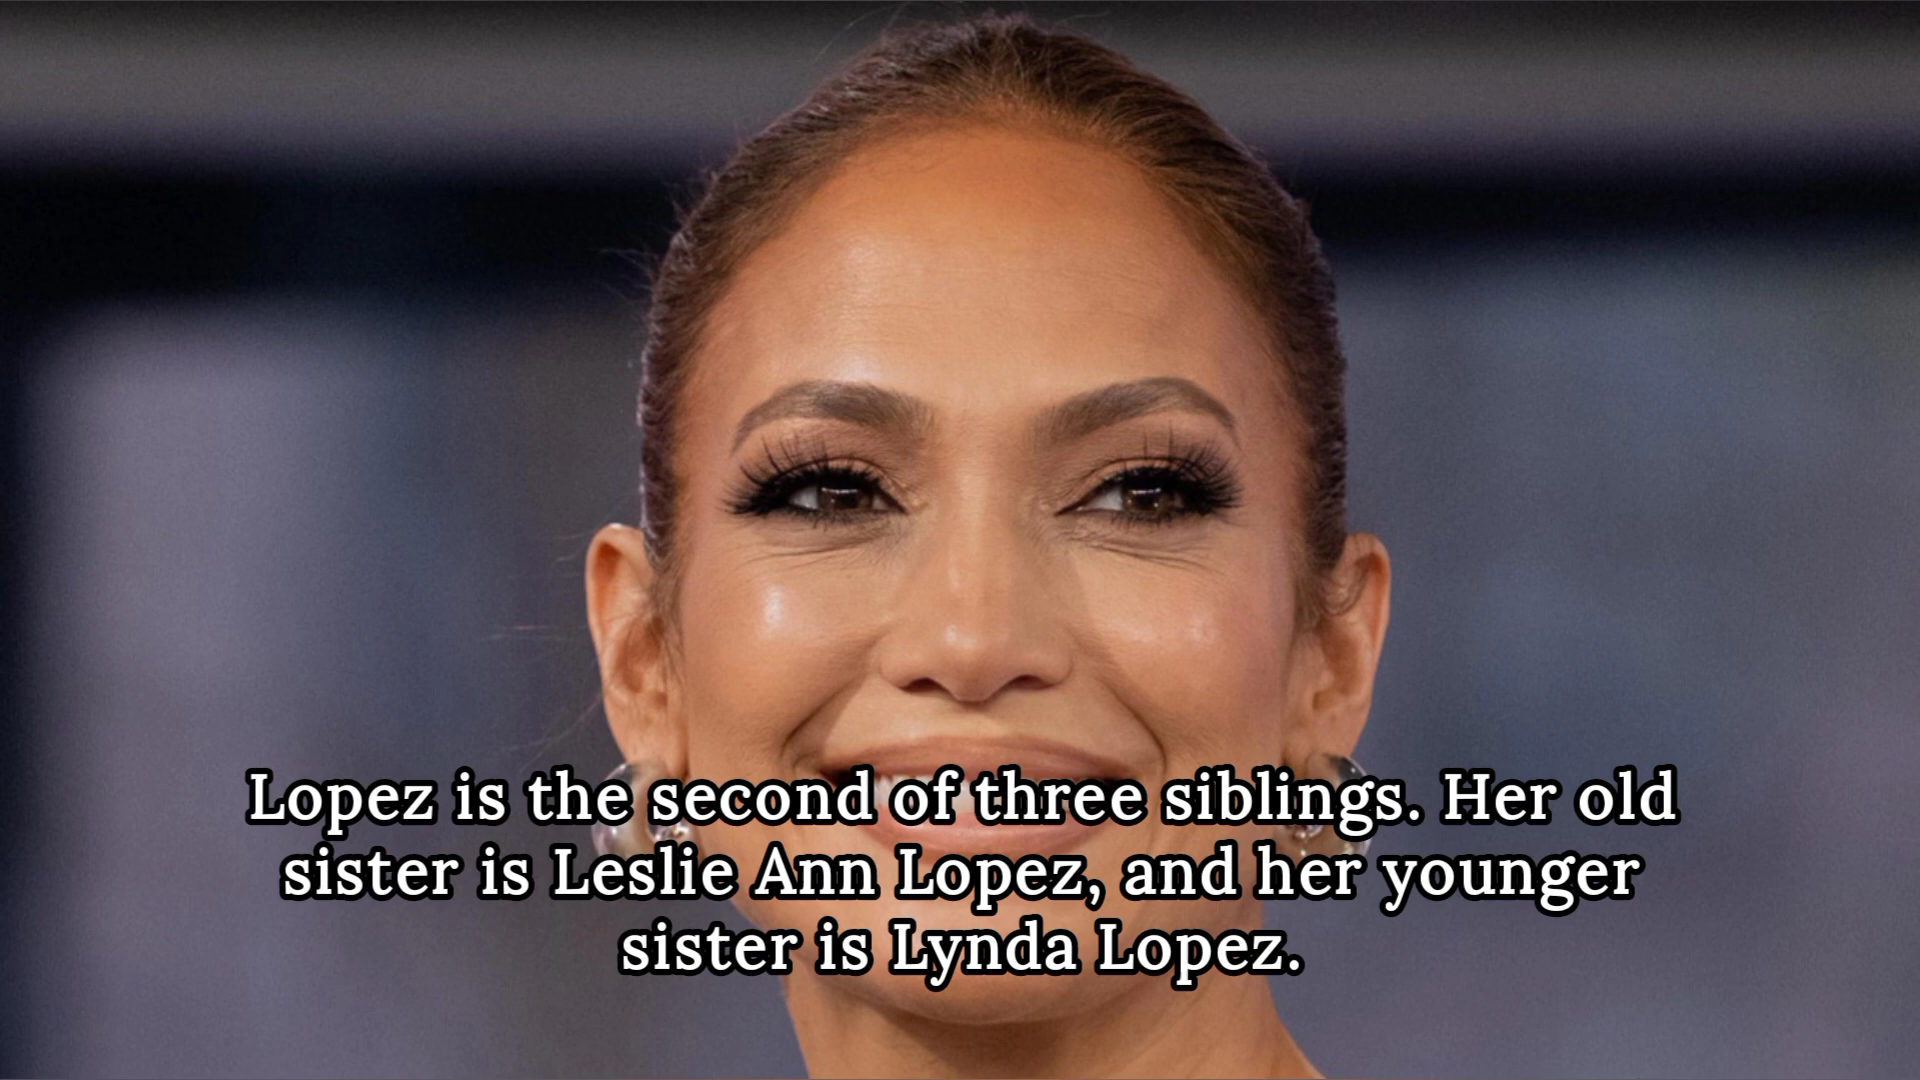 Lopez is the second of three siblings. Her old
sister is Leslie Ann Lopez, and her younger
sister is Lynda Lopez.